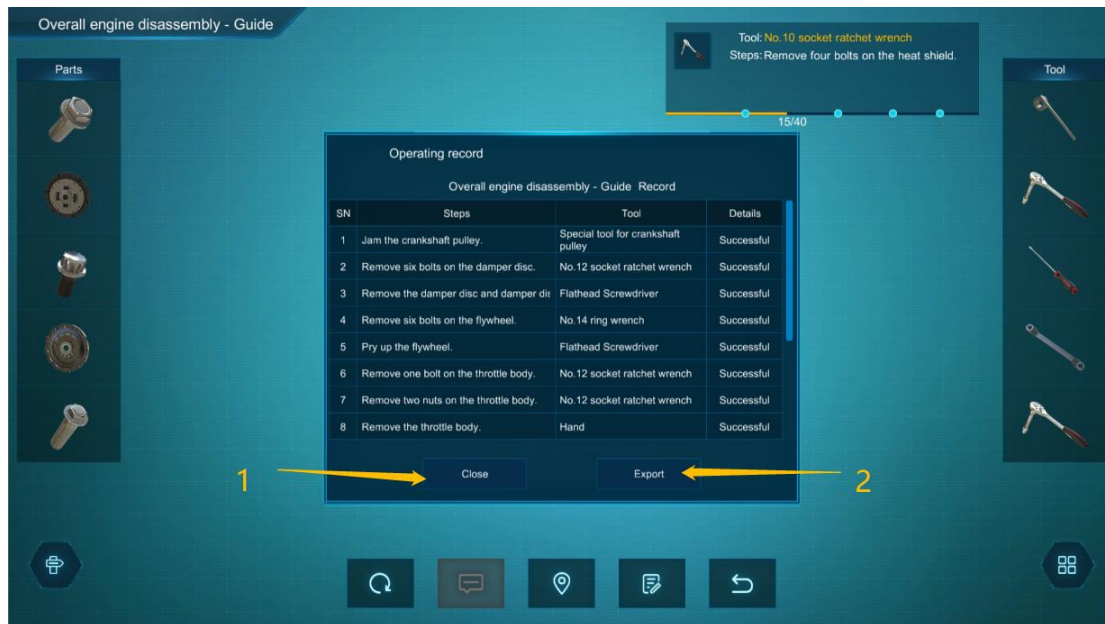 Overall engine disassembly - Guide
Tool: No.10 socket ratchet wrench
Steps: Remove four bolts on the heat shield.
15/40
Parts
Tool
Operating record
Overall engine disassembly - Guide Record
SN Steps Tool Details
1 Jam the crankshaft pulley. Special tool for crankshaft pulley Successful
2 Remove six bolts on the damper disc. No.12 socket ratchet wrench Successful
3 Remove the damper disc and damper dis Flathead Screwdriver Successful
4 Remove six bolts on the flywheel. No.14 ring wrench Successful
5 Pry up the flywheel. Flathead Screwdriver Successful
6 Remove one bolt on the throttle body. No.12 socket ratchet wrench Successful
7 Remove two nuts on the throttle body. No.12 socket ratchet wrench Successful
8 Remove the throttle body. Hand Successful
1
Close
Export
2